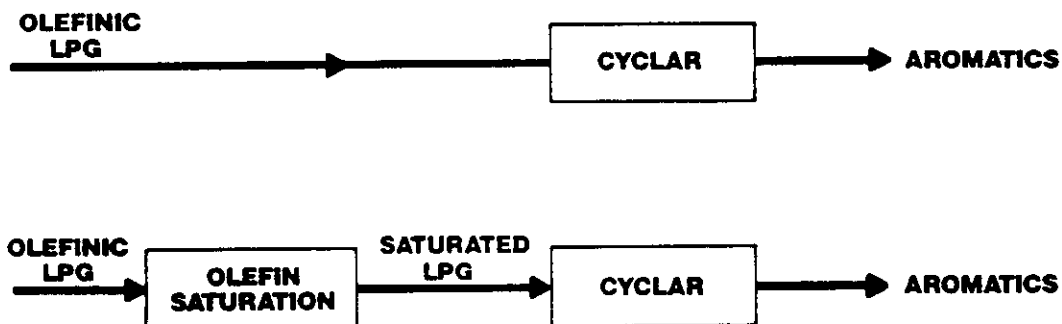 OLEFINIC
LPG
CYCLAR
AROMATICS
OLEFINIC
LPG
OLEFIN
SATURATION
SATURATED
LPG
CYCLAR
AROMATICS